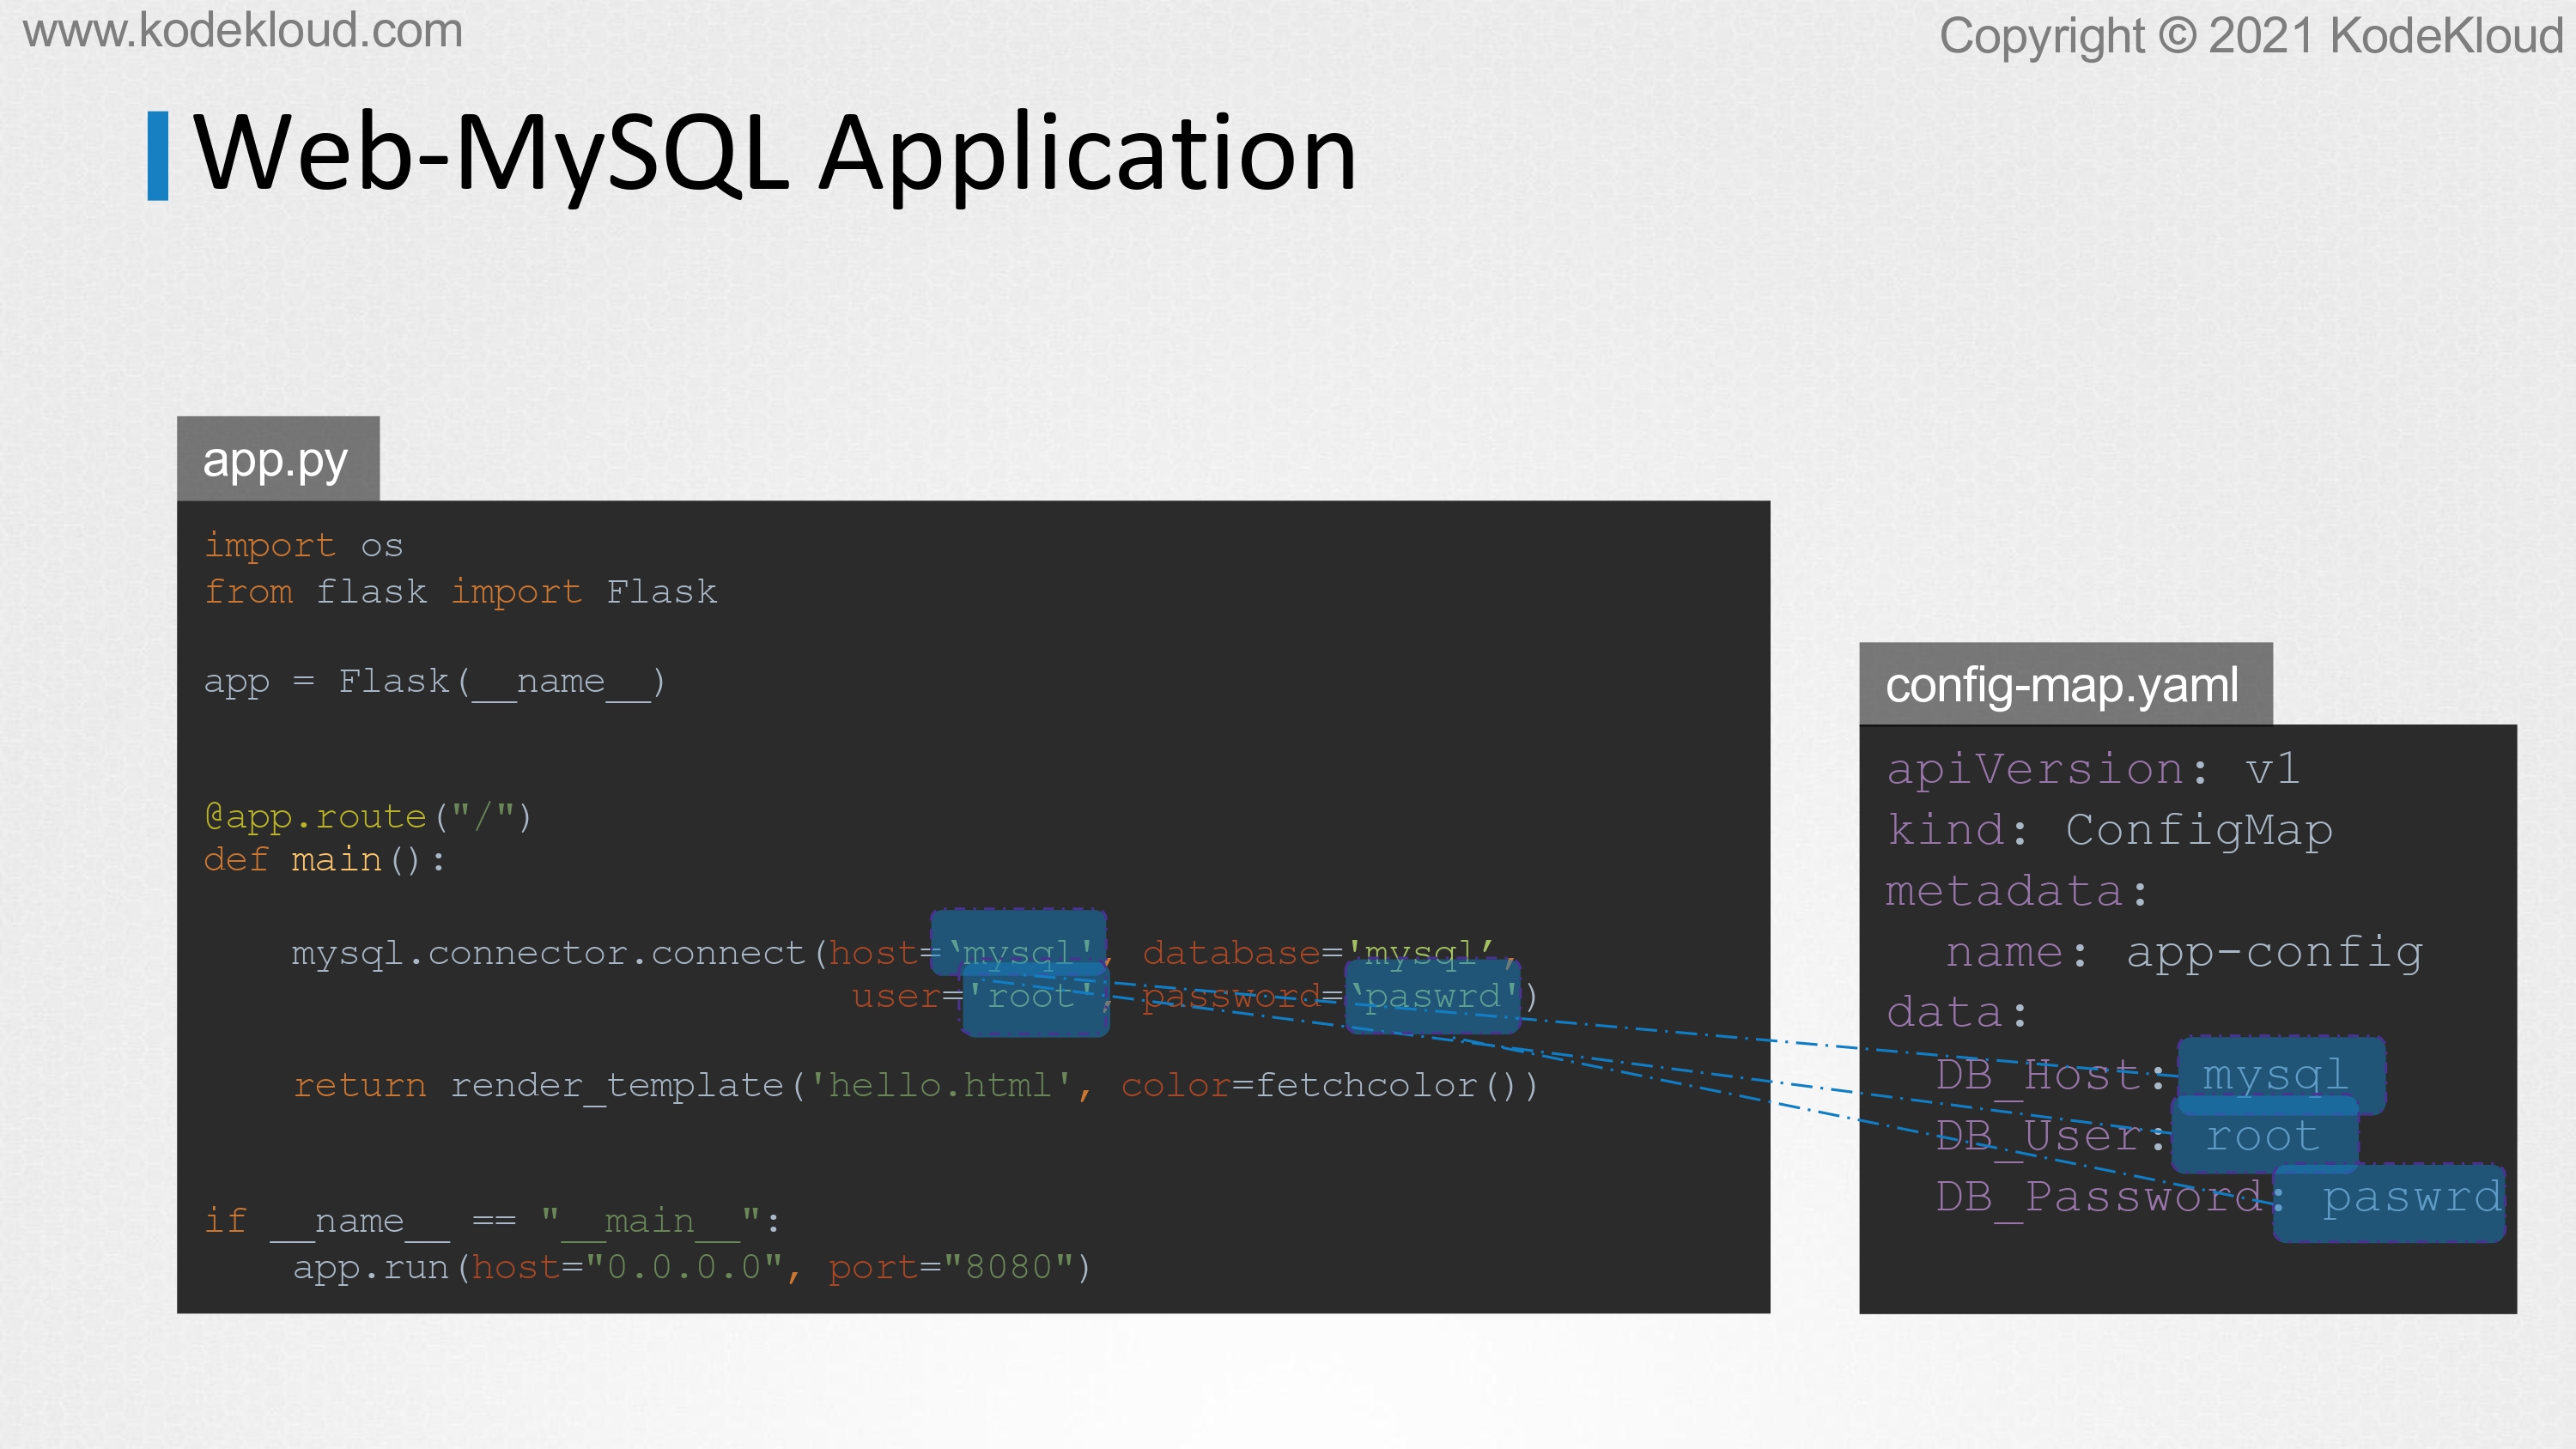 www.kodekloud.com
Copyright © 2021 KodeKloud
Web-MySQL Application
app.py
import os
from flask import Flask
app = Flask(__name__)
@app.route("/")
def main():
mysql.connector.connect(host=‘mysql', database='mysql’,
user='root', password=‘paswrd')
return render_template('hello.html', color=fetchcolor())
if __name__ == "__main__":
app.run(host="0.0.0.0", port="8080")
config-map.yaml
apiVersion: v1
kind: ConfigMap
metadata:
name: app-config
data:
DB_Host: mysql
DB_User: root
DB_Password: paswrd